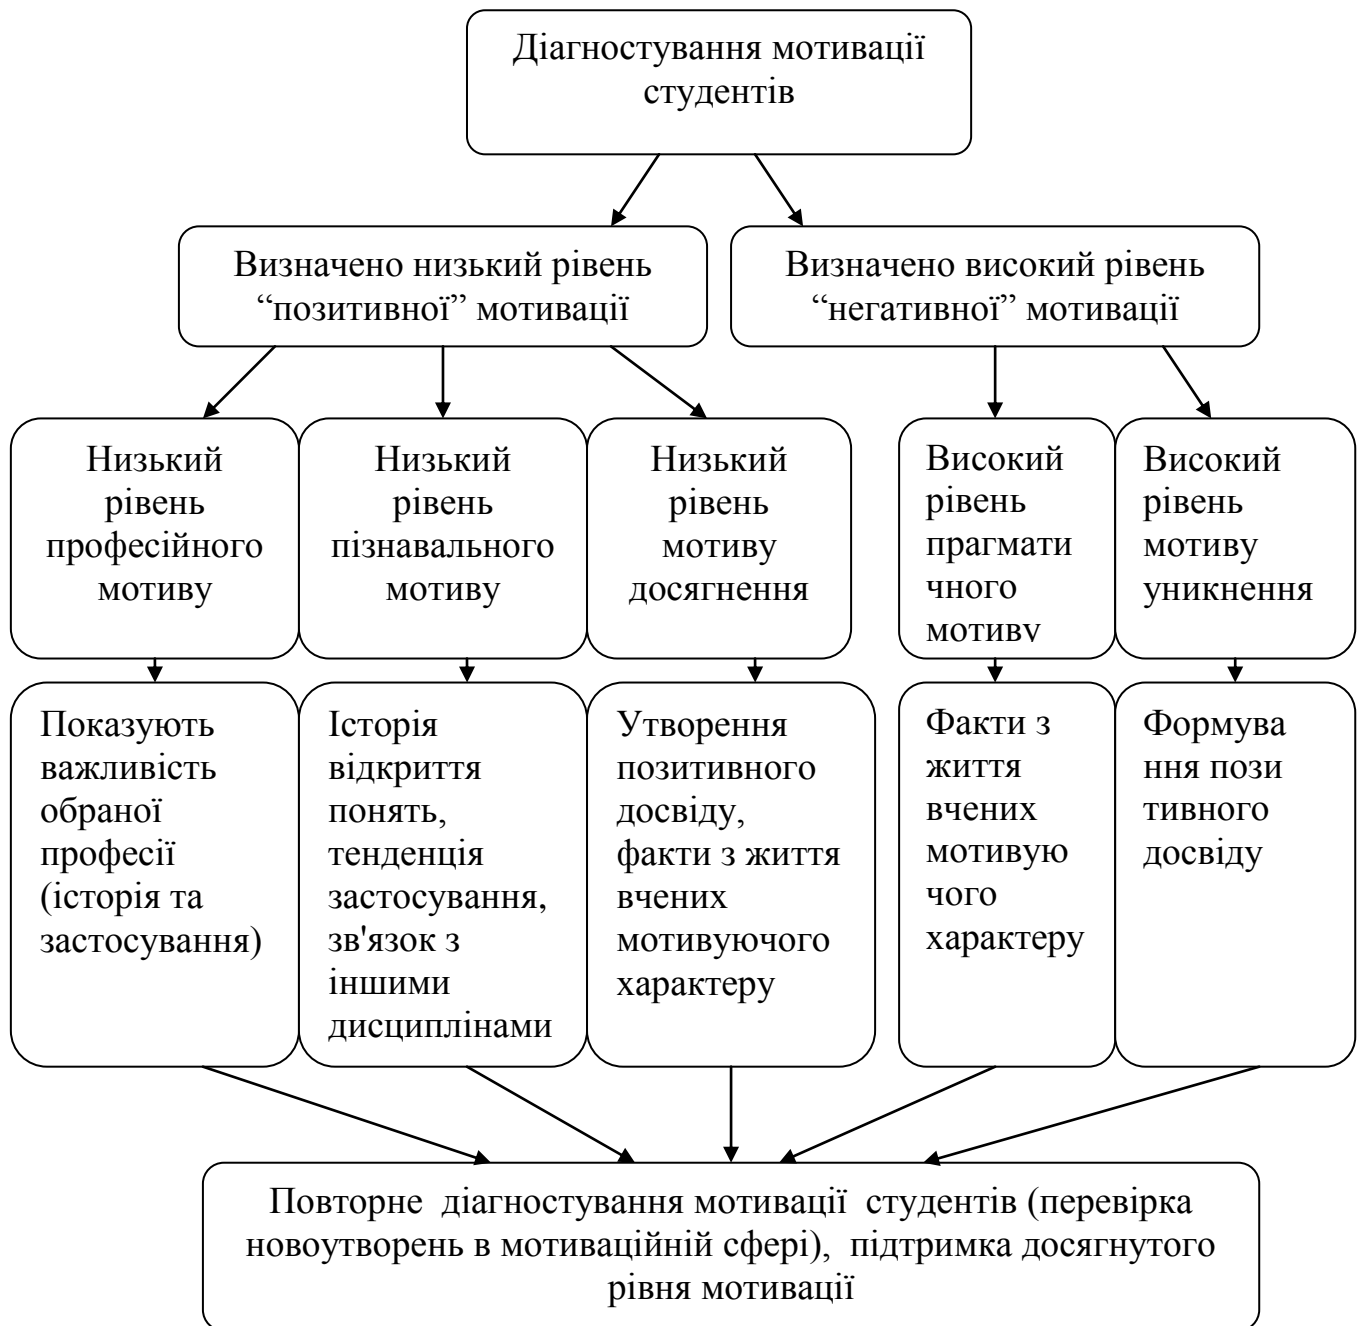 Діагностування мотивації
студентів
Визначено низький рівень
“позитивної” мотивації
Визначено високий рівень
“негативної” мотивації
Низький
рівень
професійного
мотиву
Низький
рівень
пізнавального
мотиву
Низький
рівень
мотиву
досягнення
Високий
рівень
прагмати
чного
мотиву
Високий
рівень
мотиву
уникнення
Показують
важливість
обраної
професії
(історія та
застосування)
Історія
відкриття
понять,
тенденція
застосування,
зв'язок з
іншими
дисциплінами
Утворення
позитивного
досвіду,
факти з життя
вчених
мотивуючого
характеру
Факти з
життя
вчених
мотивую
чого
характеру
Формува
ння пози
тивного
досвіду
Повторне діагностування мотивації студентів (перевірка
новоутворень в мотиваційній сфері), підтримка досягнутого
рівня мотивації